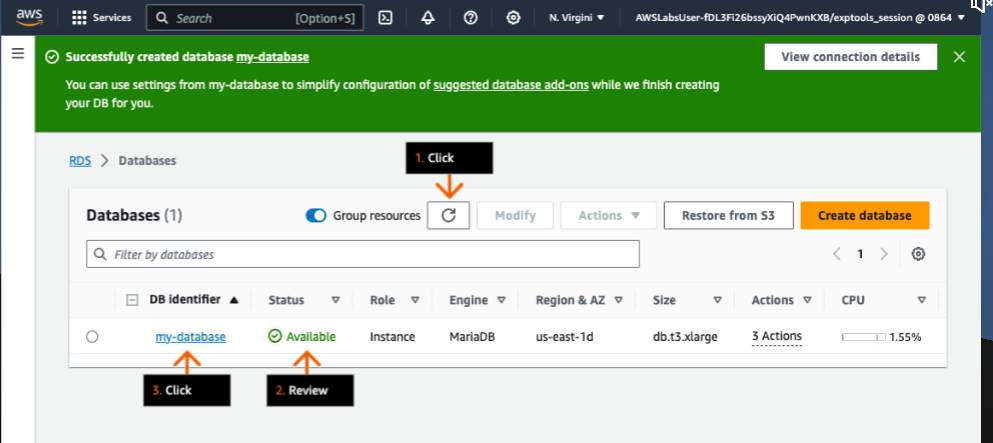 aws
Services
Search
[Option+S]
N. Virgini
AWSLabsUser-fDL3Fi26bssyXiQ4PwnKXB/exptools_session @ 0864
Successfully created database my-database
View connection details
You can use settings from my-database to simplify configuration of suggested database add-ons while we finish creating
your DB for you.
RDS > Databases
1. Click
Databases (1)
Group resources
Modify
Actions
Restore from S3
Create database
Filter by databases
1
DB identifier
Status
Role
Engine
Region & AZ
Size
Actions
CPU
my-database
Available
Instance
MariaDB
us-east-1d
db.t3.xlarge
3 Actions
1.55%
3. Click
2. Review